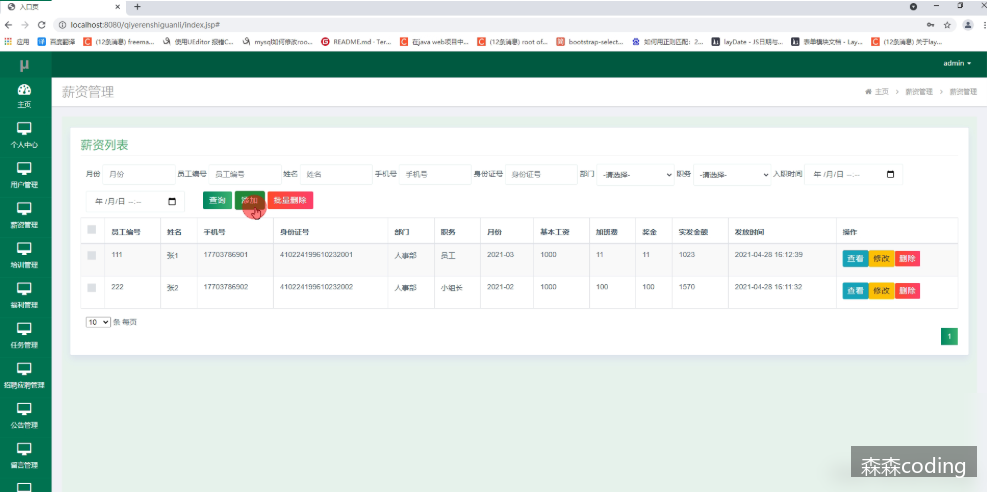 入口页
localhost:8080/qiyerenshiguanli/index.jsp#
应用 百度翻译 (12条消息) freema... 使用UEditor 报错C... mysql如何修改roo... README.md · Ter... 在java web项目中... (12条消息) root of... bootstrap-select... 如何用正则匹配：2... layDate - JS日期与... 表单模块文档 - Lay... (12条消息) 关于lay...
μ
admin
主页
个人中心
用户管理
薪资管理
培训管理
福利管理
任务管理
招聘应聘管理
公告管理
留言管理
薪资管理
主页 > 薪资管理 > 薪资管理
薪资列表
月份 月份 员工编号 员工编号 姓名 姓名 手机号 手机号 身份证号 身份证号 部门 -请选择- 职务 -请选择- 入职时间 年 /月/日 --:--
年 /月/日 --:-- 查询 添加 批量删除
员工编号 姓名 手机号 身份证号 部门 职务 月份 基本工资 加班费 奖金 实发金额 发放时间 操作
111 张1 17703786901 410224199610232001 人事部 员工 2021-03 1000 11 11 1023 2021-04-28 16:12:39 查看 修改 删除
222 张2 17703786902 410224199610232002 人事部 小组长 2021-02 1000 100 100 1570 2021-04-28 16:11:32 查看 修改 删除
10 条 每页
1
森森coding